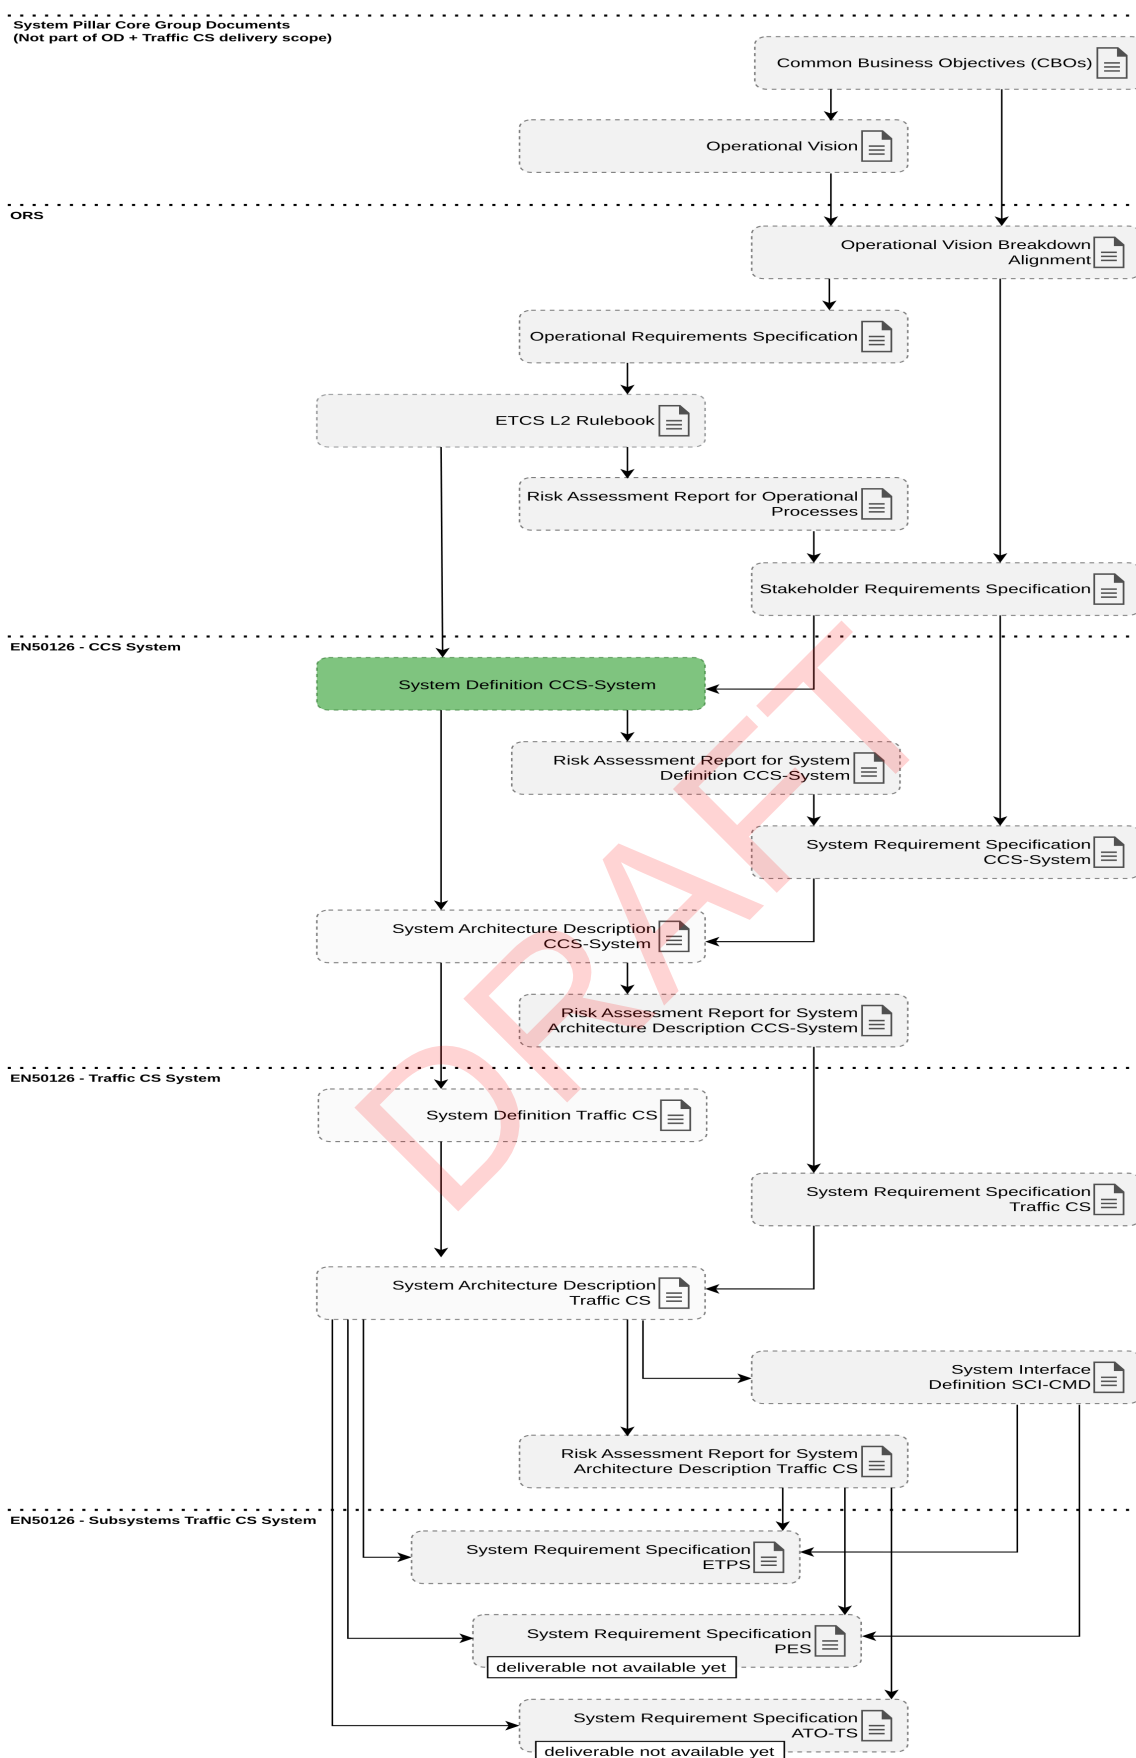 System Pillar Core Group Documents
(Not part of OD + Traffic CS delivery scope)
Common Business Objectives (CBOs)
Operational Vision
ORS
Operational Vision Breakdown
Alignment
Operational Requirements Specification
ETCS L2 Rulebook
Risk Assessment Report for Operational
Processes
Stakeholder Requirements Specification
EN50126 - CCS System
System Definition CCS-System
Risk Assessment Report for System
Definition CCS-System
System Requirement Specification
CCS-System
System Architecture Description
CCS-System
Risk Assessment Report for System
Architecture Description CCS-System
DRAFT
EN50126 - Traffic CS System
System Definition Traffic CS
System Requirement Specification
Traffic CS
System Architecture Description
Traffic CS
System Interface
Definition SCI-CMD
Risk Assessment Report for System
Architecture Description Traffic CS
EN50126 - Subsystems Traffic CS System
System Requirement Specification
ETPS
System Requirement Specification
PES
deliverable not available yet
System Requirement Specification
ATO-TS
deliverable not available yet